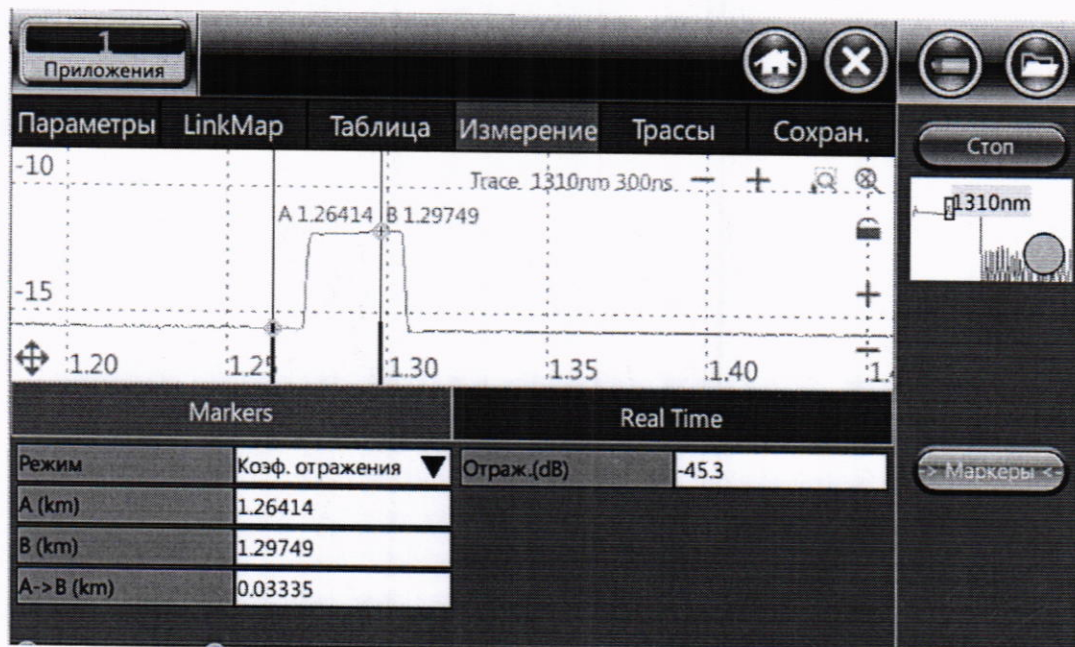 1
Приложения
Параметры LinkMap Таблица Измерение Трассы Сохран.
Стоп
-10
Trace 1310nm 300ns
1310nm
A 1.26414 B 1.29749
-15
1.20 1.25 1.30 1.35 1.40
Markers Real Time
Режим Коэф. отражения Отраж.(dB) -45.3
-> Маркеры <-
A (km) 1.26414
B (km) 1.29749
A->B (km) 0.03335